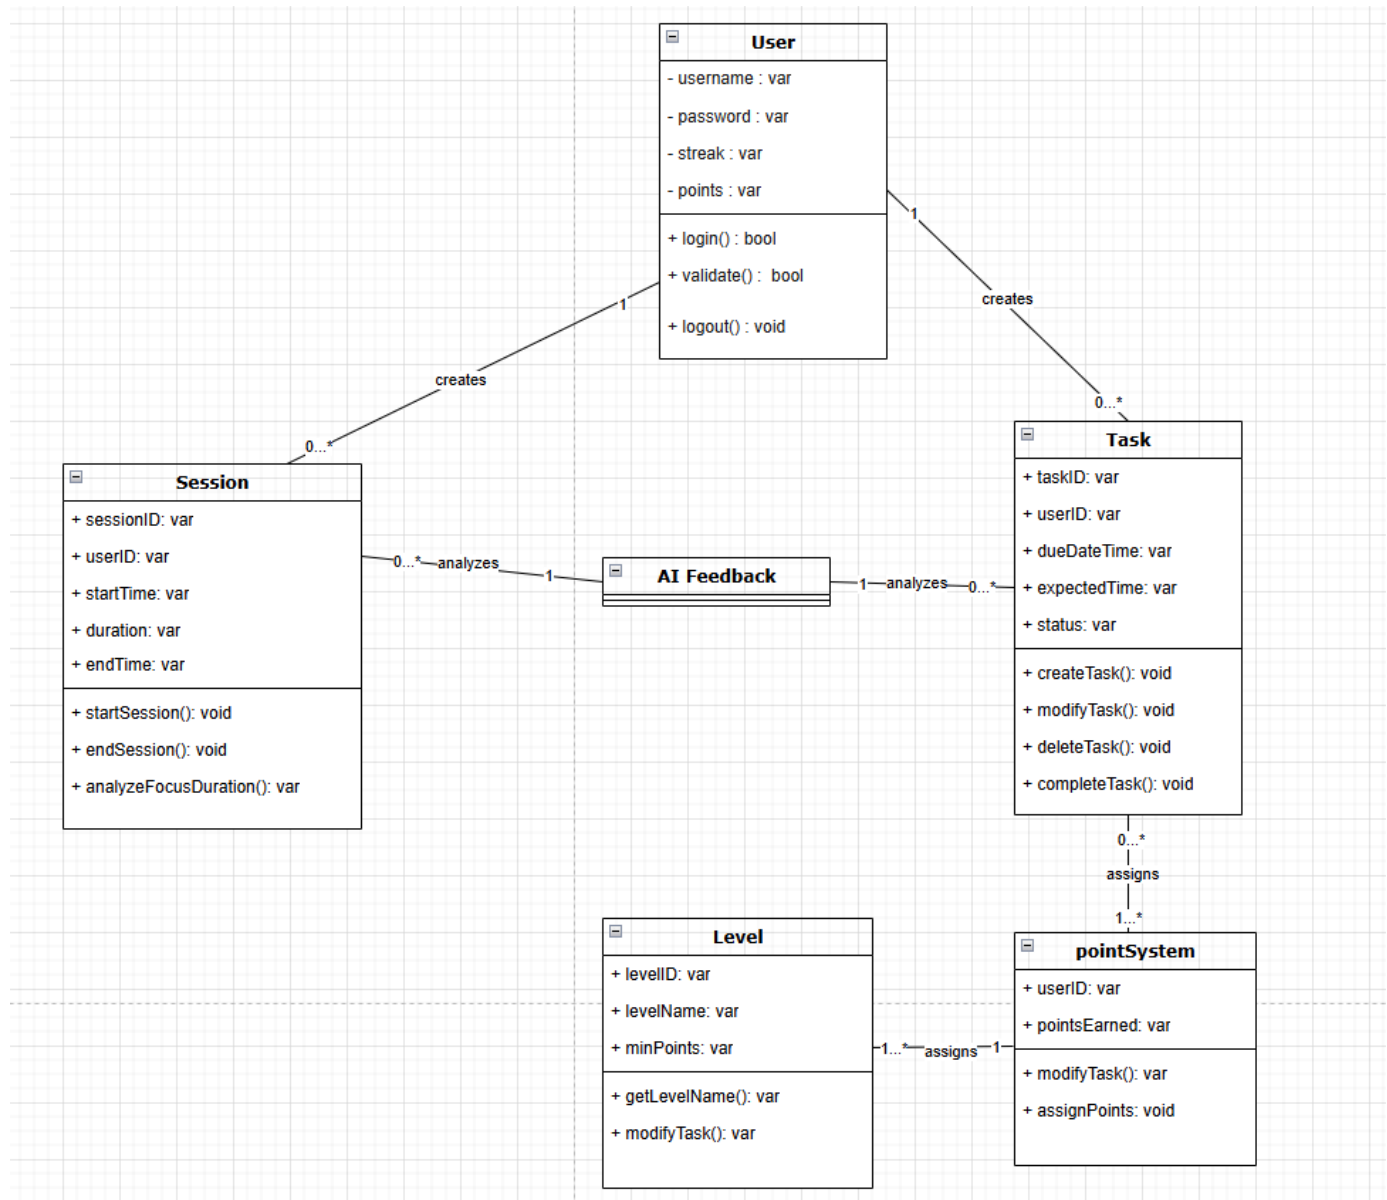 User
- username : var
- password : var
- streak : var
- points : var
+ login() : bool
+ validate() :  bool
+ logout() : void
1
creates
0...*
1
creates
0...*
Session
+ sessionID: var
+ userID: var
+ startTime: var
+ duration: var
+ endTime: var
+ startSession(): void
+ endSession(): void
+ analyzeFocusDuration(): var
0...*
analyzes
1
AI Feedback
1
analyzes
0...*
Task
+ taskID: var
+ userID: var
+ dueDateTime: var
+ expectedTime: var
+ status: var
+ createTask(): void
+ modifyTask(): void
+ deleteTask(): void
+ completeTask(): void
0...*
assigns
1...*
Level
+ levelID: var
+ levelName: var
+ minPoints: var
+ getLevelName(): var
+ modifyTask(): var
1...*
assigns
1
pointSystem
+ userID: var
+ pointsEarned: var
+ modifyTask(): var
+ assignPoints: void